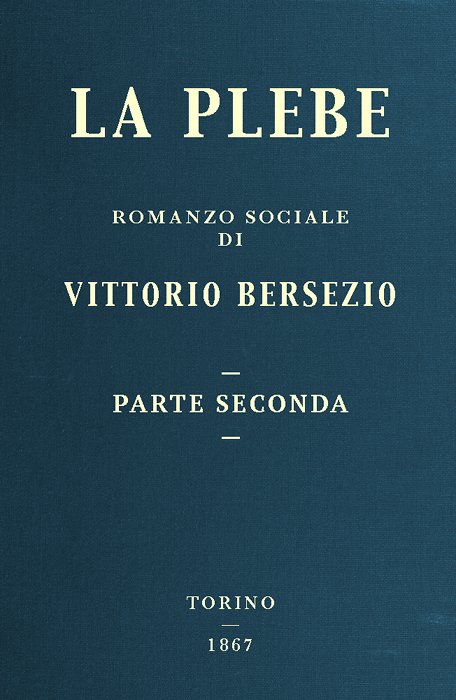 LA PLEBE
ROMANZO SOCIALE
DI
VITTORIO BERSEZIO
—
PARTE SECONDA
—
TORINO
—
1867